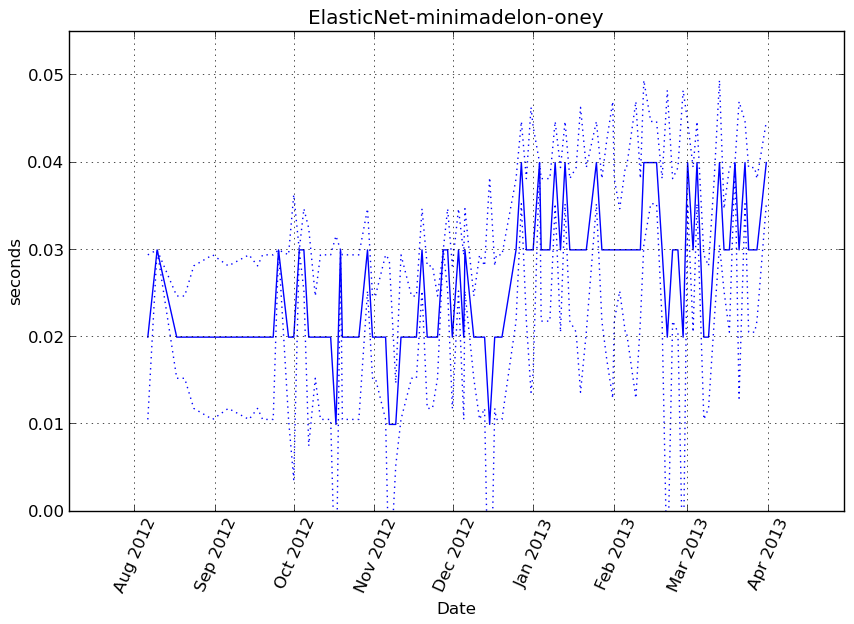 ElasticNet-minimadelon-oney
0.05
0.04
0.03
0.02
0.01
0.00
seconds
Aug 2012
Sep 2012
Oct 2012
Nov 2012
Dec 2012
Jan 2013
Feb 2013
Mar 2013
Apr 2013
Date